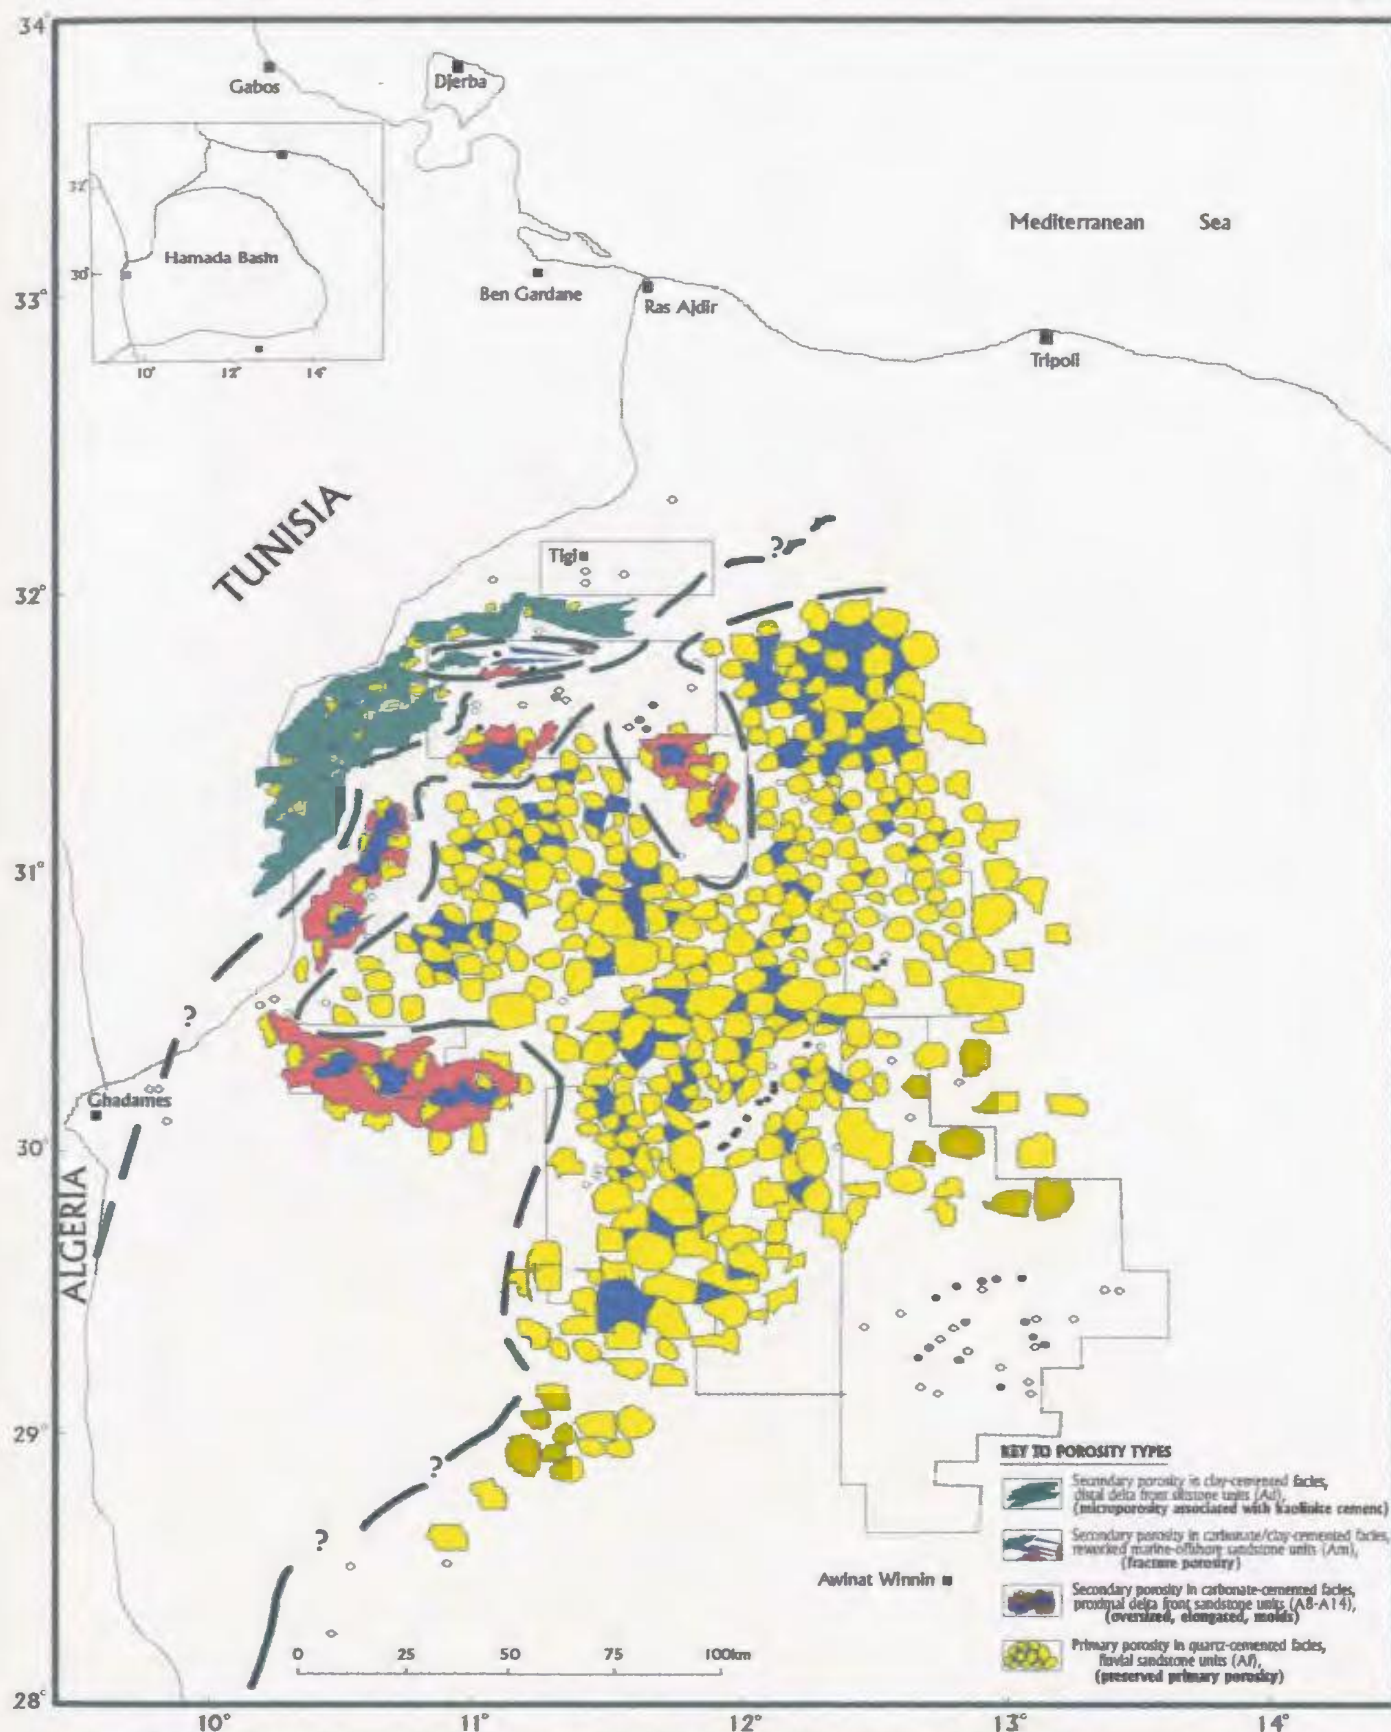 34°
Gabos
Djerba
32°
Hamada Basin
30°
10°
12°
14°
Mediterranean Sea
33°
Ben Gardane
Ras Ajdir
Tripoli
TUNISIA
Tigi
?
32°
31°
?
Ghadames
30°
ALGERIA
29°
?
?
KEY TO POROSITY TYPES
Secondary porosity in clay-cemented facies,
distal delta front siltstone units (Ad),
(microporosity associated with kaolinite cement)
Secondary porosity in carbonate/clay-cemented facies,
reworked marine-offshore sandstone units (Am),
(fracture porosity)
Secondary porosity in carbonate-cemented facies,
proximal delta front sandstone units (A8-A14),
(oversized, elongated, molds)
Primary porosity in quartz-cemented facies,
fluvial sandstone units (Af),
(preserved primary porosity)
Awinat Winnin
0
25
50
75
100km
28°
10°
11°
12°
13°
14°